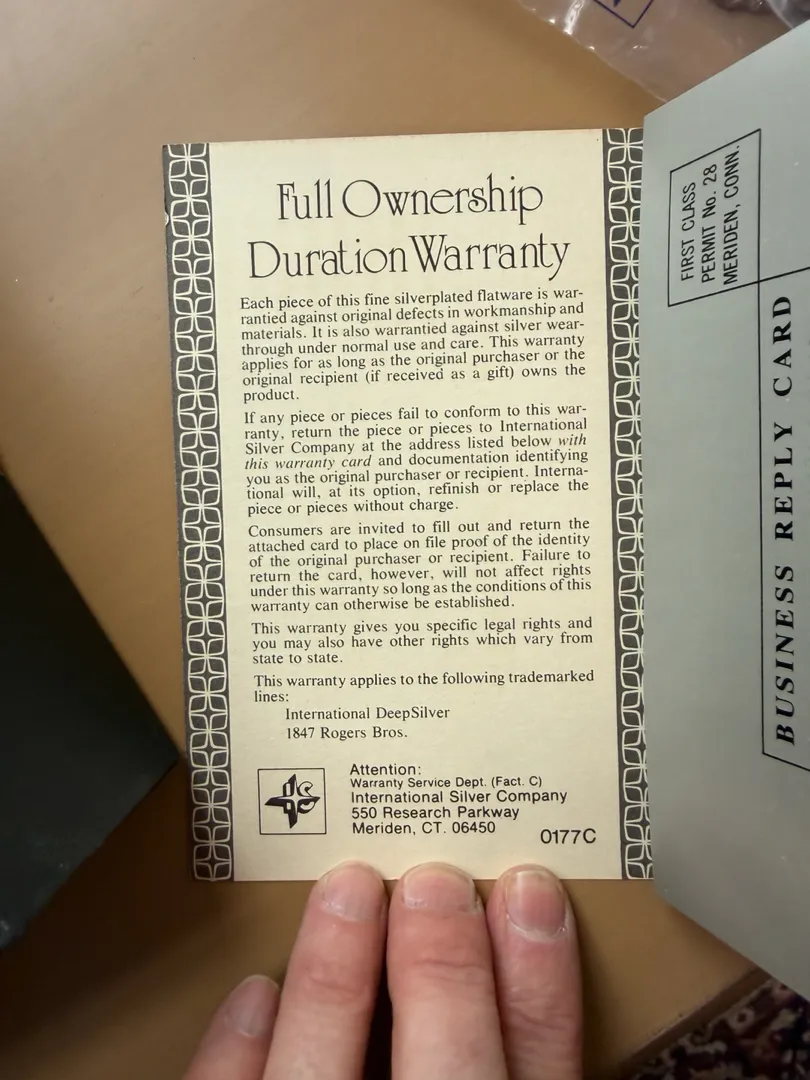 Full Ownership
Duration Warranty
Each piece of this fine silverplated flatware is war-
rantied against original defects in workmanship and
materials. It is also warrantied against silver wear-
through under normal use and care. This warranty
applies for as long as the original purchaser or the
original recipient (if received as a gift) owns the
product.
If any piece or pieces fail to conform to this war-
ranty, return the piece or pieces to International
Silver Company at the address listed below with
this warranty card and documentation identifying
you as the original purchaser or recipient. Interna-
tional will, at its option, refinish or replace the
piece or pieces without charge.
Consumers are invited to fill out and return the
attached card to place on file proof of the identity
of the original purchaser or recipient. Failure to
return the card, however, will not affect rights
under this warranty so long as the conditions of this
warranty can otherwise be established.
This warranty gives you specific legal rights and
you may also have other rights which vary from
state to state.
This warranty applies to the following trademarked
lines:
International DeepSilver
1847 Rogers Bros.
Attention:
Warranty Service Dept. (Fact. C)
International Silver Company
550 Research Parkway
Meriden, CT. 06450
0177C
FIRST CLASS
PERMIT No. 28
MERIDEN, CONN.
BUSINESS REPLY CARD